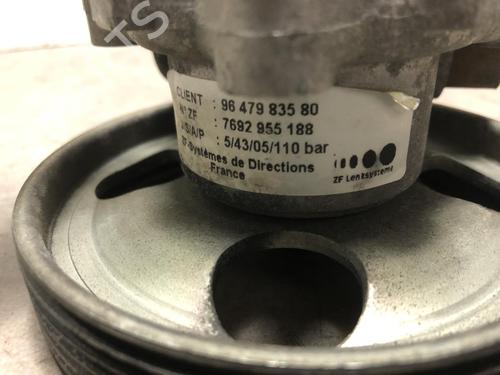 CLIENT : 96 479 835 80
N° ZF : 7692 955 188
J/S/A/P : 5/43/05/110 bar
ZF-Systèmes de Directions
France
ZF Lenksysteme
TS